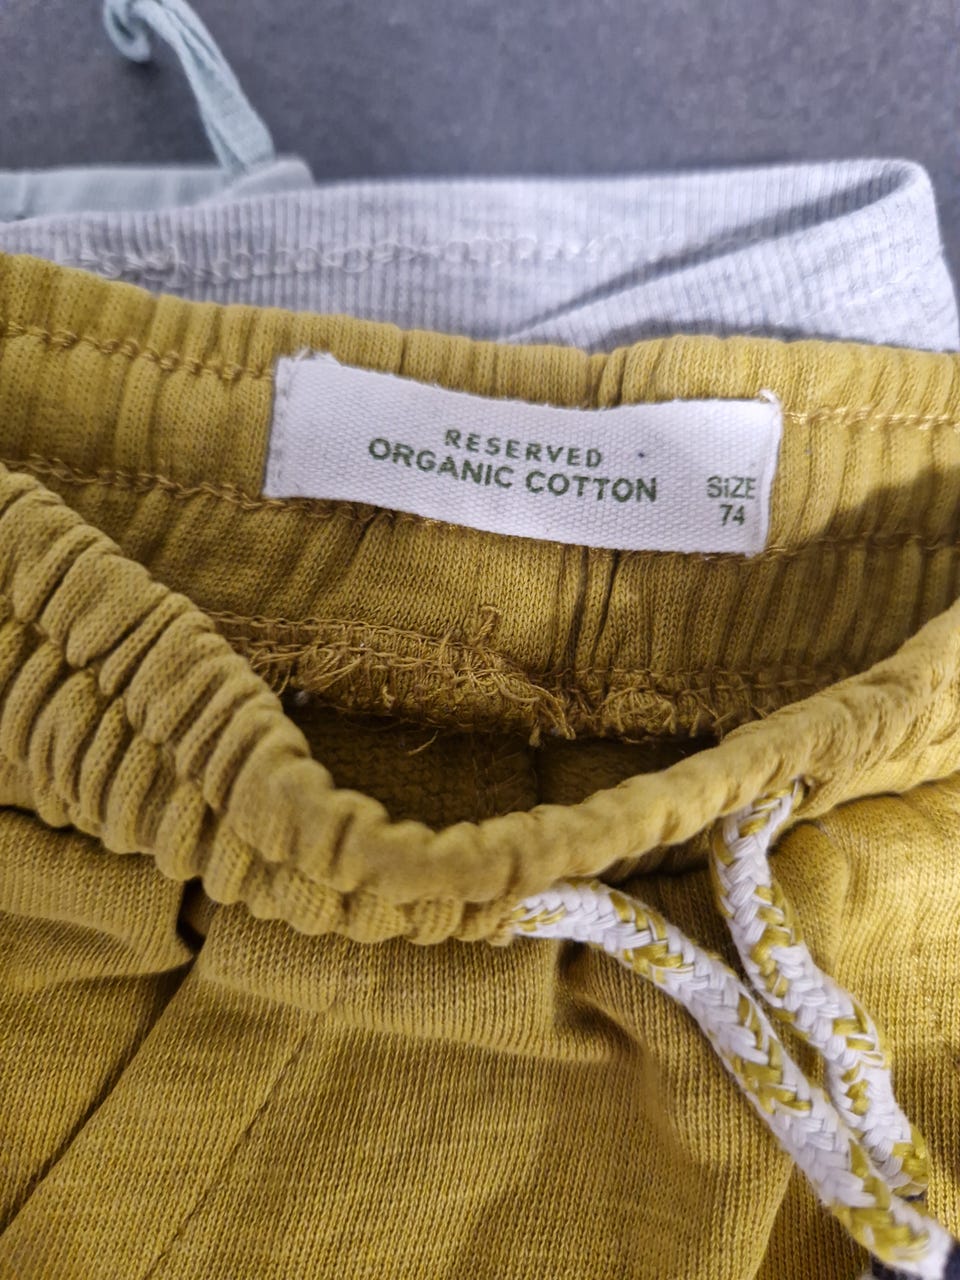 RESERVED
ORGANIC COTTON
SIZE
74